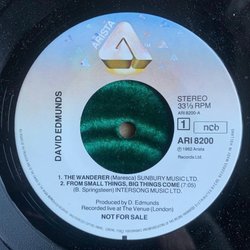 ARISTA
DAVID EDMUNDS
STEREO
33⅓ RPM
ARI 8200-A
1
ncb
ARI 8200
℗ 1982 Arista
Records Ltd.
1. THE WANDERER (Maresca) SUNBURY MUSIC LTD.
2. FROM SMALL THINGS, BIG THINGS COME (7:05)
(B. Springsteen) INTERSONG MUSIC LTD.
Produced by D. Edmunds
Recorded live at The Venue (London)
NOT FOR SALE